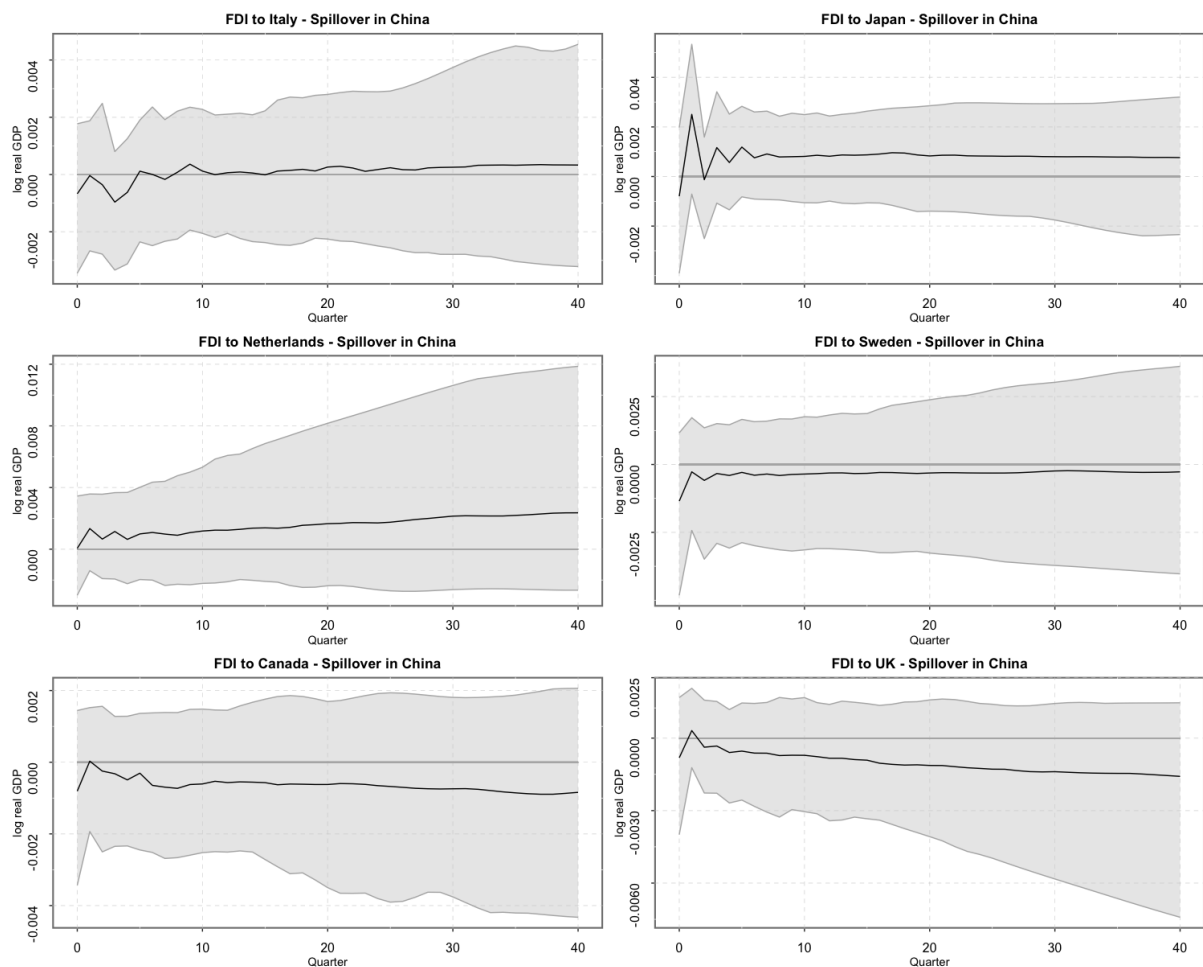 FDI to Italy - Spillover in China
log real GDP
0.004
0.002
0.000
-0.002
0
10
20
30
40
Quarter
FDI to Japan - Spillover in China
log real GDP
0.004
0.002
0.000
-0.002
0
10
20
30
40
Quarter
FDI to Netherlands - Spillover in China
log real GDP
0.012
0.008
0.004
0.000
0
10
20
30
40
Quarter
FDI to Sweden - Spillover in China
log real GDP
0.0025
0.0000
-0.0025
0
10
20
30
40
Quarter
FDI to Canada - Spillover in China
log real GDP
0.002
0.000
-0.002
-0.004
0
10
20
30
40
Quarter
FDI to UK - Spillover in China
log real GDP
0.0025
0.0000
-0.0030
-0.0060
0
10
20
30
40
Quarter